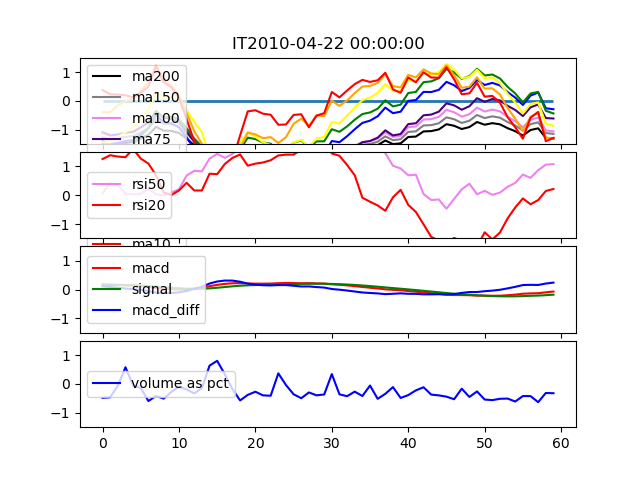 IT2010-04-22 00:00:00
1
0
−1
ma200
ma150
ma100
ma75
1
0
−1
rsi50
rsi20
ma10
1
0
−1
macd
signal
macd_diff
1
0
−1
volume as pct
0 10 20 30 40 50 60